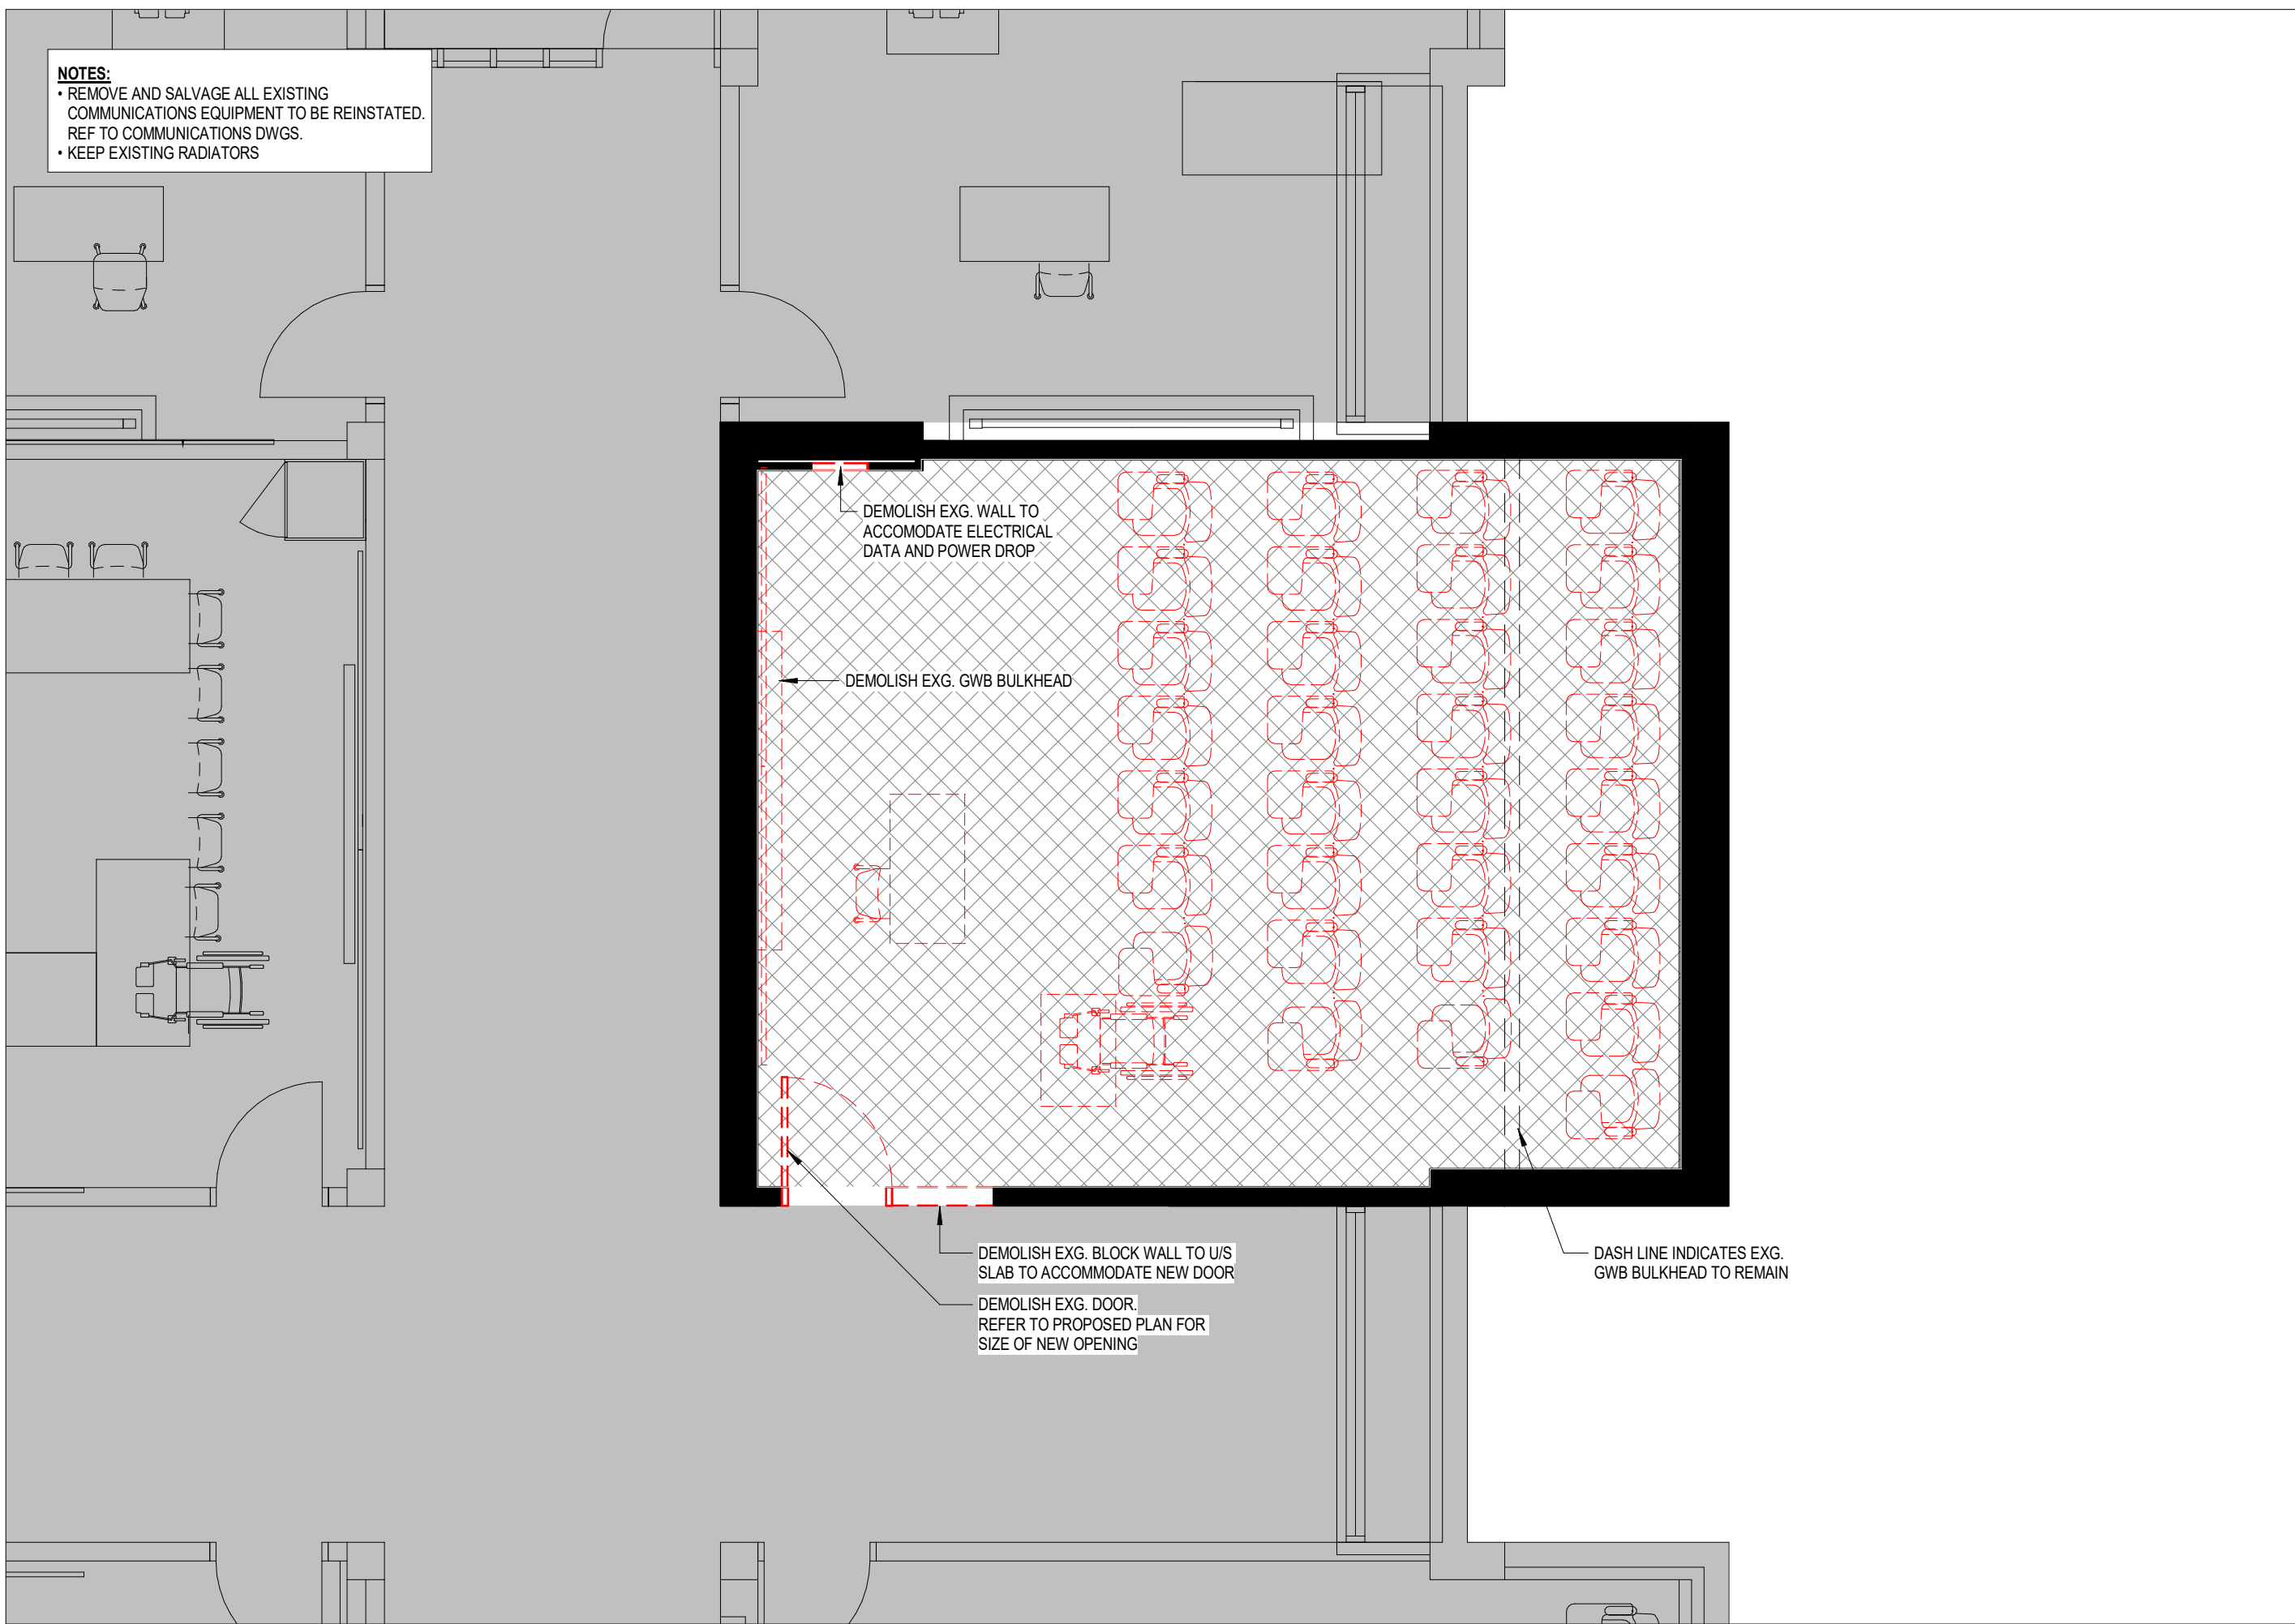 NOTES:
• REMOVE AND SALVAGE ALL EXISTING
COMMUNICATIONS EQUIPMENT TO BE REINSTATED.
REF TO COMMUNICATIONS DWGS.
• KEEP EXISTING RADIATORS
DEMOLISH EXG. WALL TO
ACCOMODATE ELECTRICAL
DATA AND POWER DROP
DEMOLISH EXG. GWB BULKHEAD
DEMOLISH EXG. BLOCK WALL TO U/S
SLAB TO ACCOMMODATE NEW DOOR
DEMOLISH EXG. DOOR.
REFER TO PROPOSED PLAN FOR
SIZE OF NEW OPENING
DASH LINE INDICATES EXG.
GWB BULKHEAD TO REMAIN